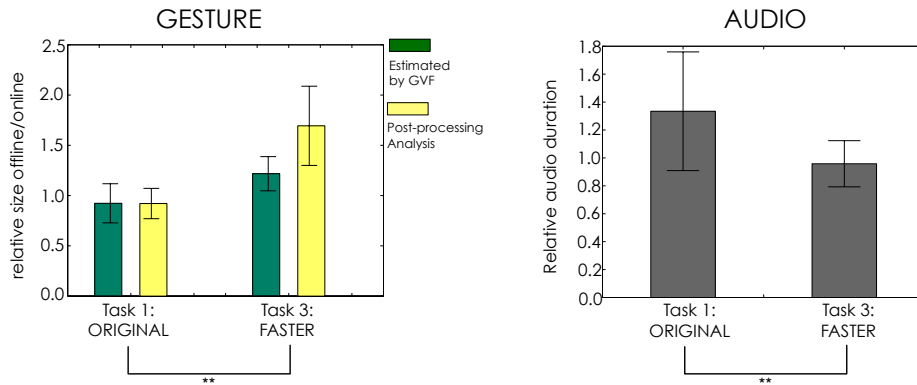 GESTURE
relative size offline/online
2.5
2.0
1.5
1.0
0.5
0.0
Task 1:
ORIGINAL
Task 3:
FASTER
**
Estimated
by GVF
Post-processing
Analysis
AUDIO
Relative audio duration
1.8
1.6
1.4
1.2
1.0
0.8
0.6
0.4
0.2
0.0
Task 1:
ORIGINAL
Task 3:
FASTER
**